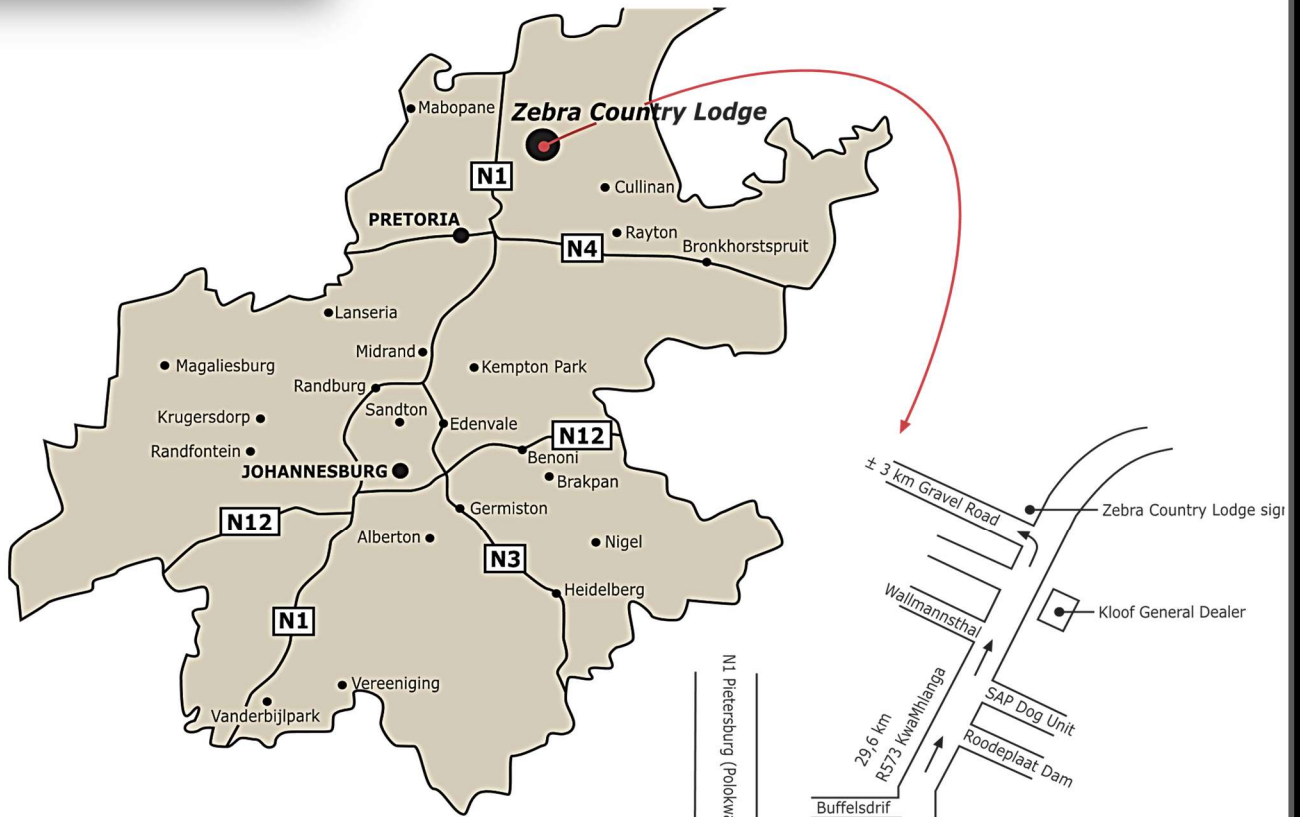 Mabopane
Zebra Country Lodge
N1
Cullinan
PRETORIA
Rayton
N4
Bronkhorstspruit
Lanseria
Midrand
Magaliesburg
Kempton Park
Randburg
Sandton
Krugersdorp
Edenvale
N12
Randfontein
Benoni
JOHANNESBURG
Brakpan
Germiston
N12
Alberton
Nigel
N3
Heidelberg
N1
Vereeniging
Vanderbijlpark
± 3 km Gravel Road
Zebra Country Lodge
Wallmannsthal
Kloof General Dealer
N1 Pietersburg
SAP Dog Unit
29,6 km
R573 KwaMhlanga
Roodeplaat Dam
Buffelsdrif